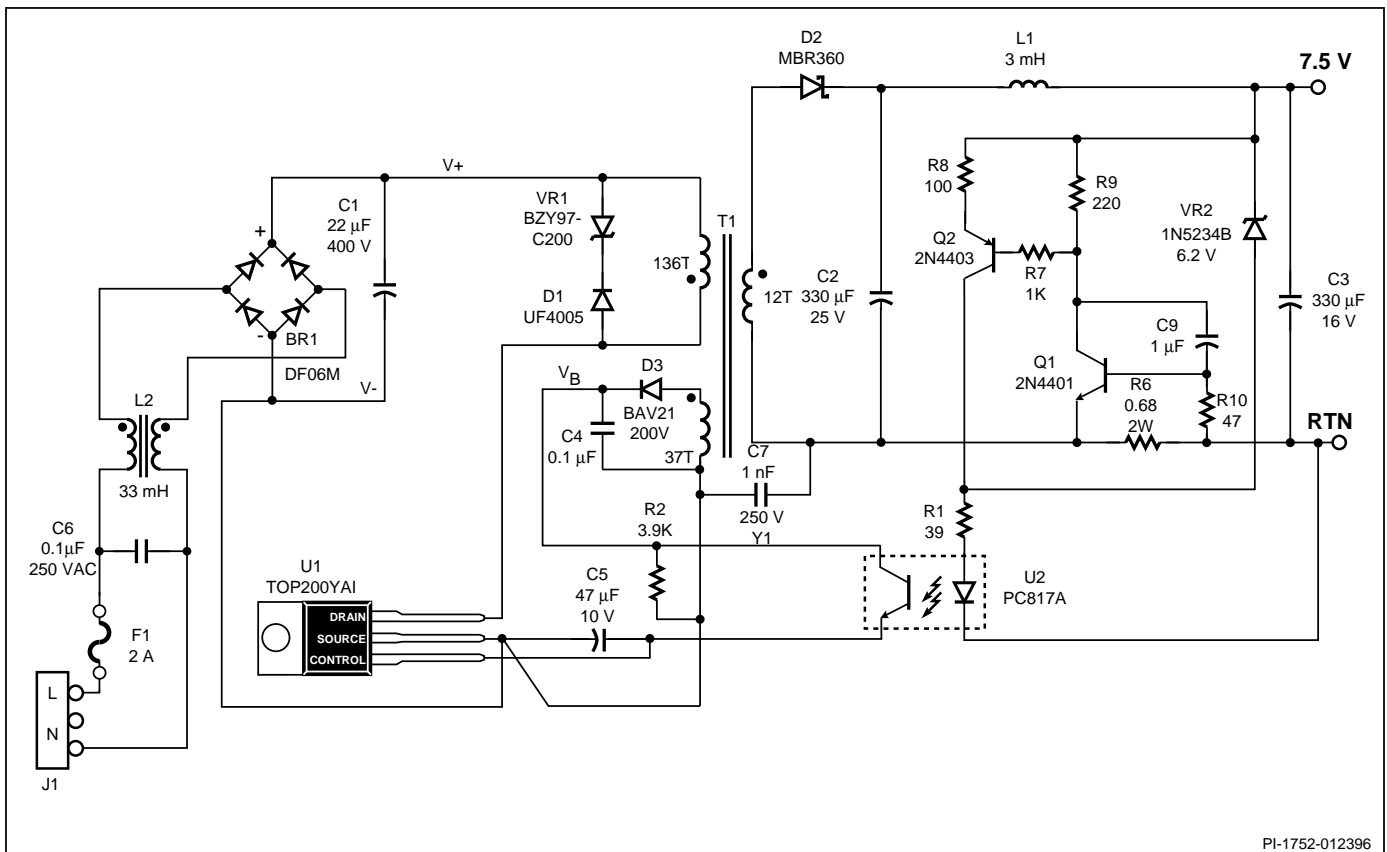 D2
MBR360
L1
3 mH
7.5 V
V+
C1
22 µF
400 V
+
-
BR1
DF06M
V-
VR1
BZY97-
C200
D1
UF4005
136T
T1
12T
C2
330 µF
25 V
R8
100
R9
220
Q2
2N4403
R7
1K
VR2
1N5234B
6.2 V
C3
330 µF
16 V
C9
1 µF
Q1
2N4401
R6
0.68
2W
R10
47
RTN
VB
D3
BAV21
200V
C4
0.1 µF
37T
C7
1 nF
250 V
Y1
L2
33 mH
C6
0.1µF
250 VAC
R2
3.9K
R1
39
U1
TOP200YAI
DRAIN
SOURCE
CONTROL
C5
47 µF
10 V
U2
PC817A
F1
2 A
L
N
J1
PI-1752-012396